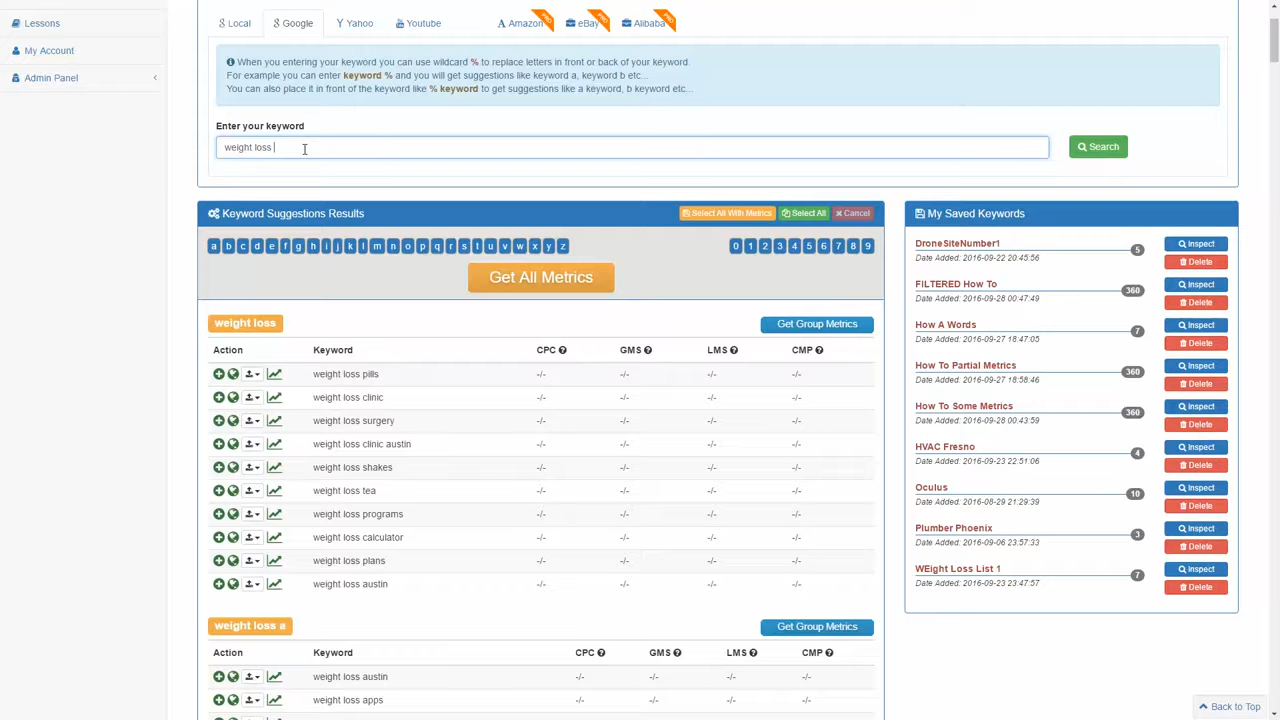 Lessons
My Account
Admin Panel
Local Google Yahoo Youtube Amazon PRO eBay PRO Alibaba PRO
When you entering your keyword you can use wildcard % to replace letters in front or back of your keyword.
For example you can enter keyword % and you will get suggestions like keyword a, keyword b etc...
You can also place it in front of the keyword like % keyword to get suggestions like a keyword, b keyword etc...
Enter your keyword
weight loss
Search
Keyword Suggestions Results
Select All With Metrics Select All Cancel
a b c d e f g h i j k l m n o p q r s t u v w x y z 0 1 2 3 4 5 6 7 8 9
Get All Metrics
weight loss Get Group Metrics
Action Keyword CPC GMS LMS CMP
weight loss pills -/- -/- -/- -/-
weight loss clinic -/- -/- -/- -/-
weight loss surgery -/- -/- -/- -/-
weight loss clinic austin -/- -/- -/- -/-
weight loss shakes -/- -/- -/- -/-
weight loss tea -/- -/- -/- -/-
weight loss programs -/- -/- -/- -/-
weight loss calculator -/- -/- -/- -/-
weight loss plans -/- -/- -/- -/-
weight loss austin -/- -/- -/- -/-
weight loss a Get Group Metrics
Action Keyword CPC GMS LMS CMP
weight loss austin -/- -/- -/- -/-
weight loss apps -/- -/- -/- -/-
My Saved Keywords
DroneSiteNumber1 5 Inspect
Date Added: 2016-09-22 20:45:56 Delete
FILTERED How To 360 Inspect
Date Added: 2016-09-28 00:47:49 Delete
How A Words 7 Inspect
Date Added: 2016-09-27 18:47:05 Delete
How To Partial Metrics 360 Inspect
Date Added: 2016-09-27 18:58:46 Delete
How To Some Metrics 360 Inspect
Date Added: 2016-09-28 00:43:59 Delete
HVAC Fresno 4 Inspect
Date Added: 2016-09-23 22:51:06 Delete
Oculus 10 Inspect
Date Added: 2016-08-29 21:29:39 Delete
Plumber Phoenix 3 Inspect
Date Added: 2016-09-06 23:57:33 Delete
WEight Loss List 1 7 Inspect
Date Added: 2016-09-23 23:47:57 Delete
Back to Top